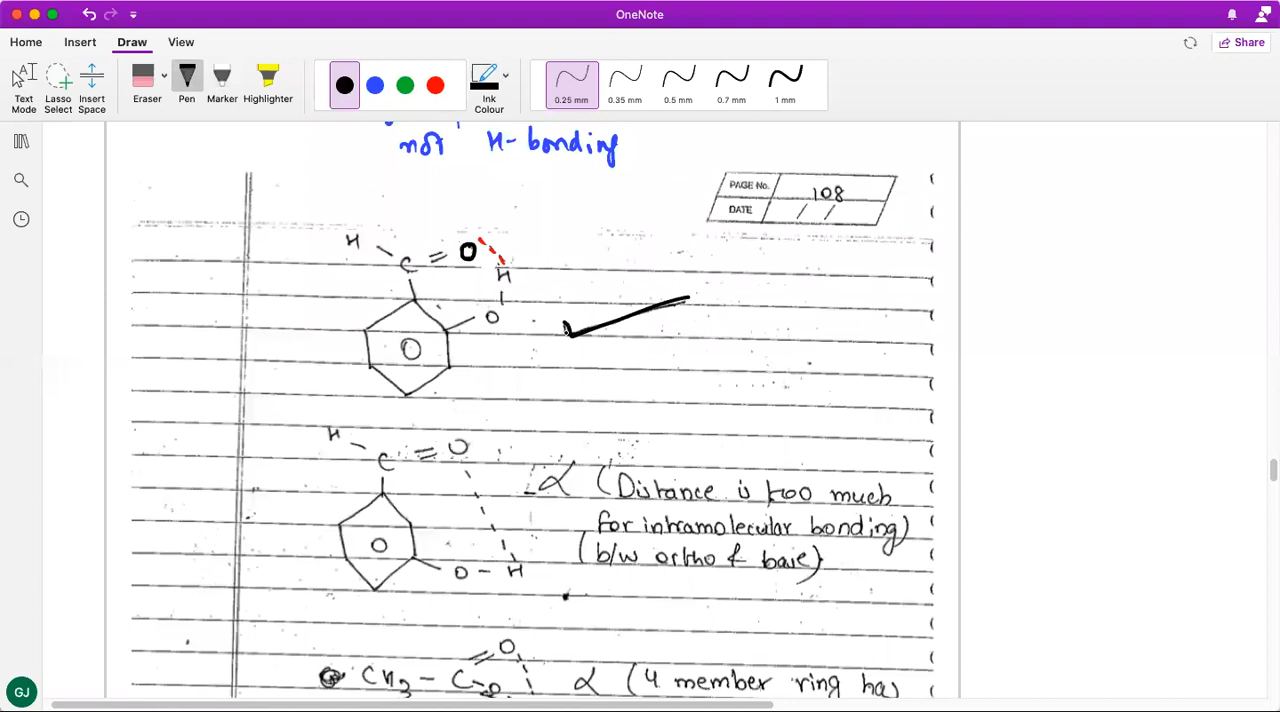 OneNote
Home Insert Draw View
Share
Text Mode
Lasso Select
Insert Space
Eraser
Pen
Marker
Highlighter
Ink Colour
0.25 mm
0.35 mm
0.5 mm
0.7 mm
1 mm
not H-bonding
PAGE No. 108
DATE / /
H
C = O
H
O
O
H
C = O
α (Distance is too much
for intramolecular bonding)
(b/w ortho & base)
O
O - H
O
CH3 - C-O α (4 member ring has
GJ